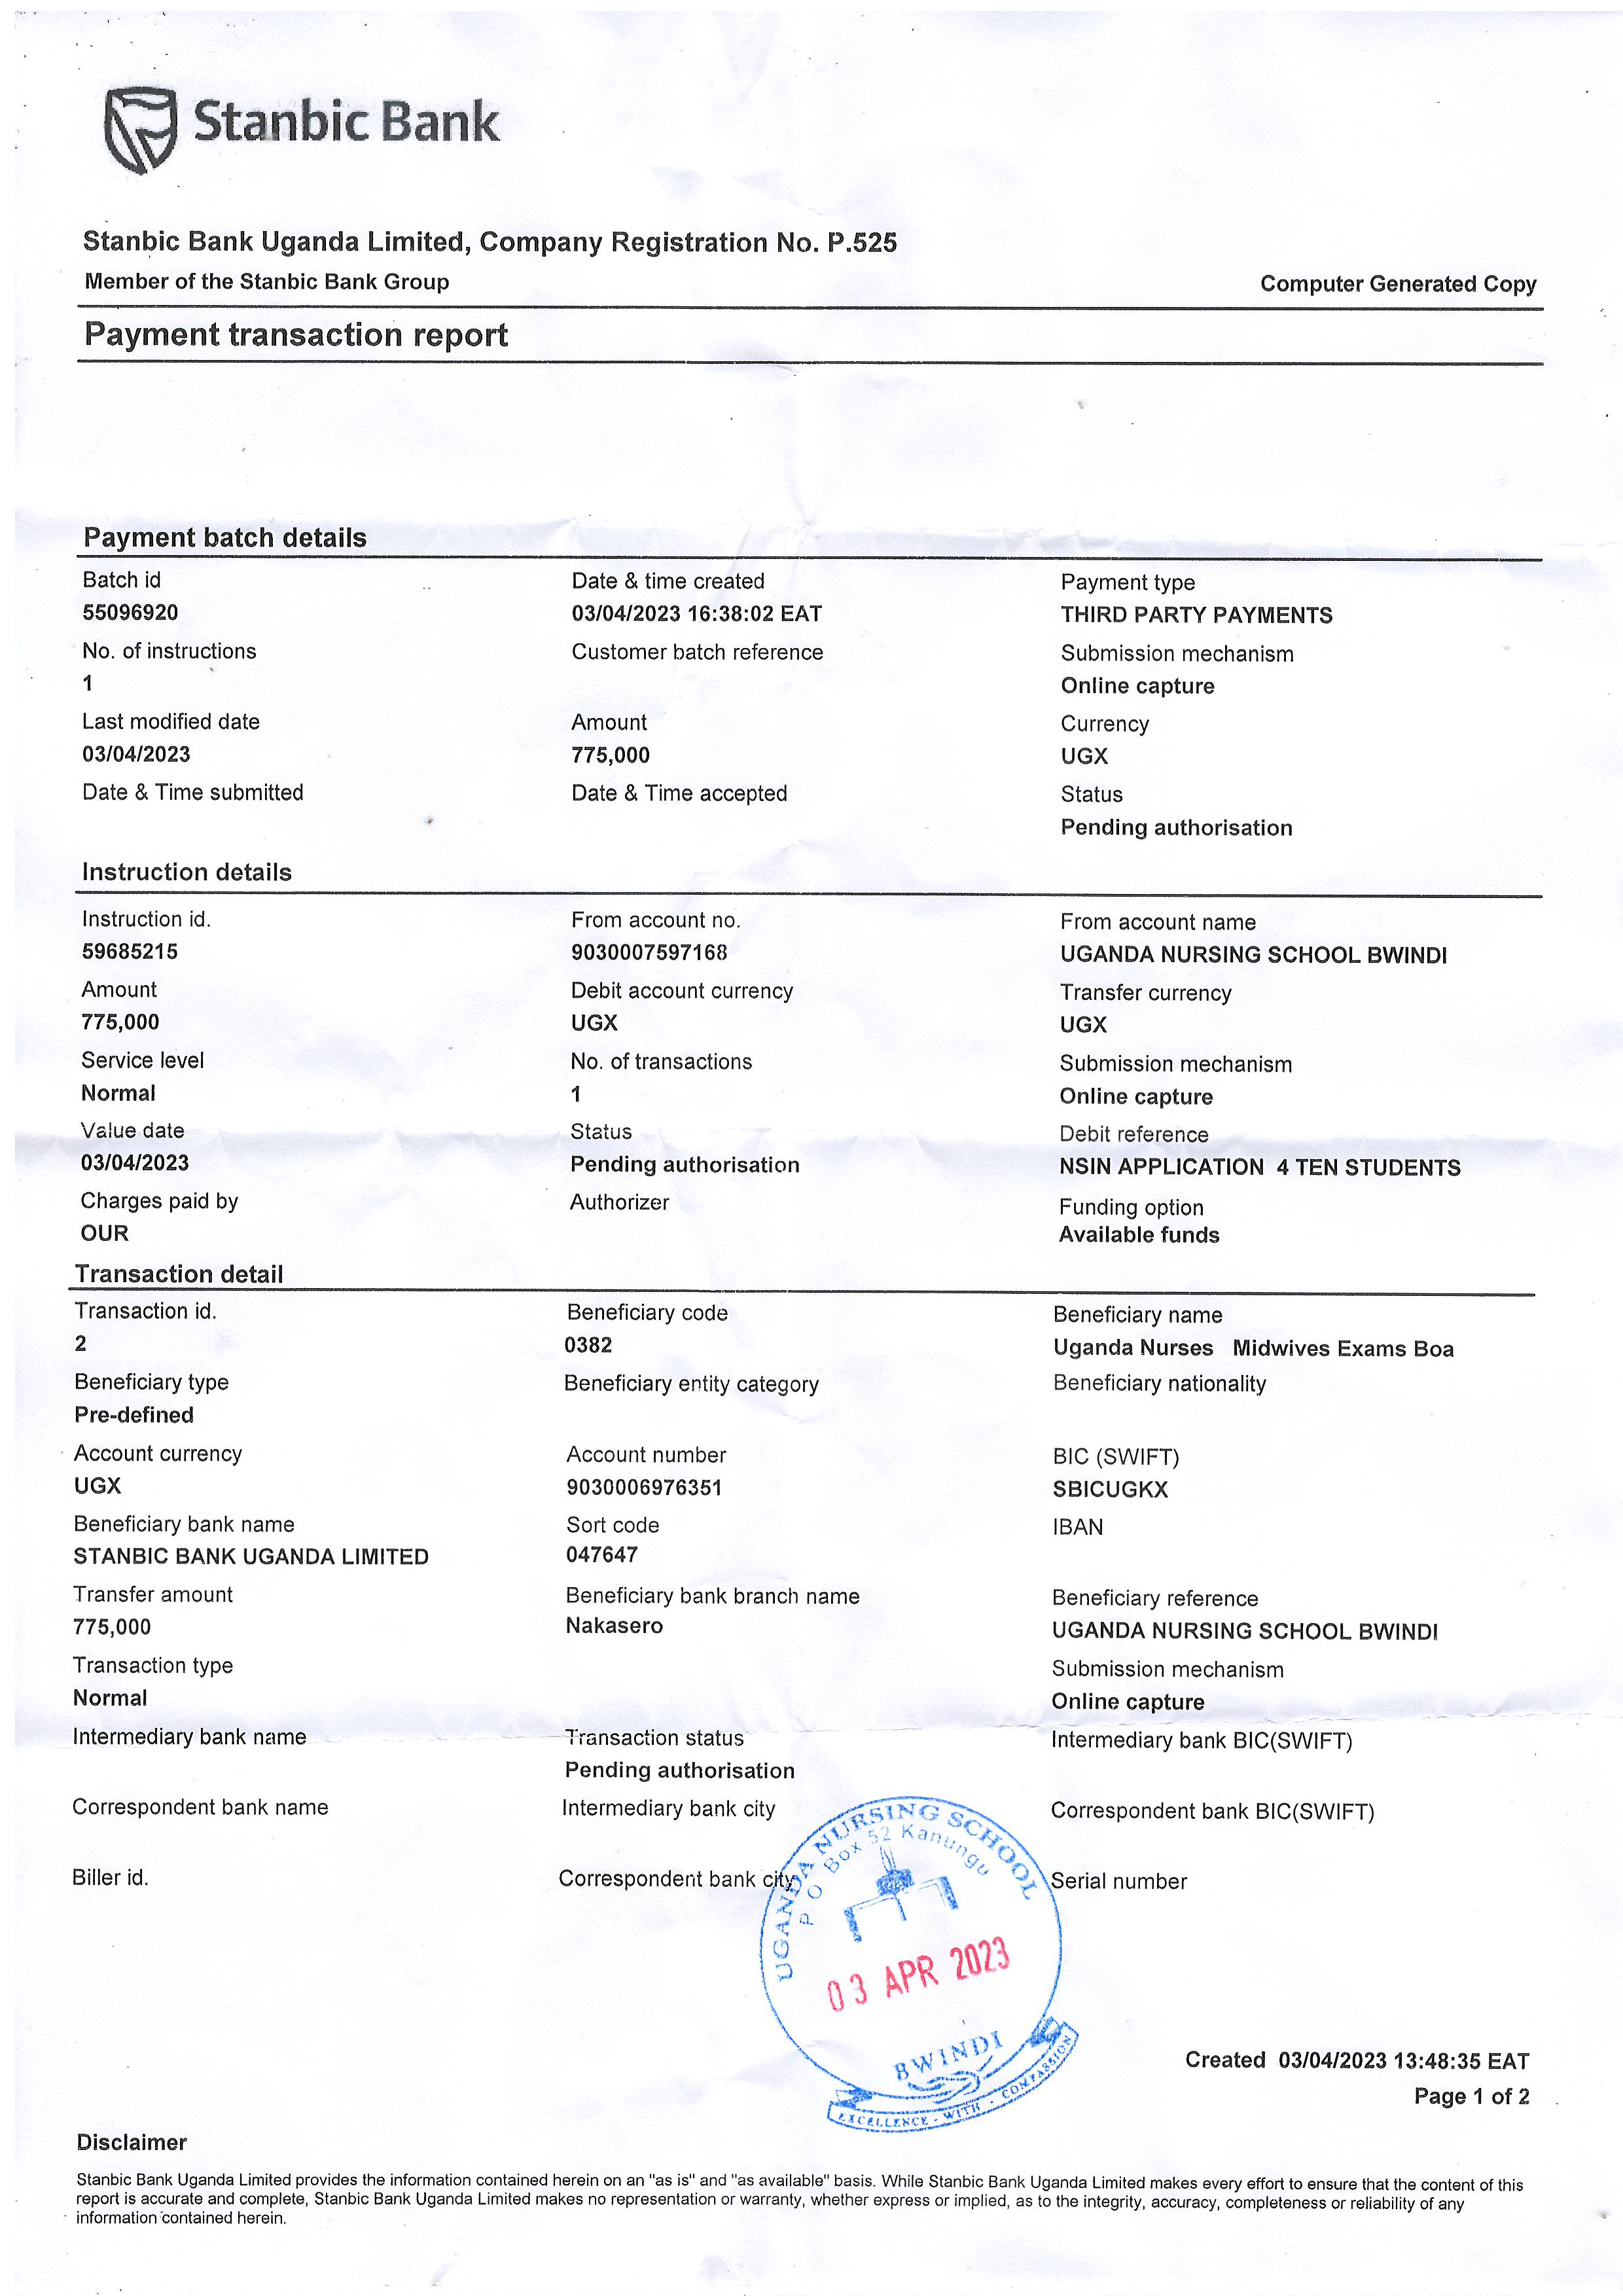 Stanbic Bank
Stanbic Bank Uganda Limited, Company Registration No. P.525
Member of the Stanbic Bank Group Computer Generated Copy
Payment transaction report
Payment batch details
Batch id Date & time created Payment type
55096920 03/04/2023 16:38:02 EAT THIRD PARTY PAYMENTS
No. of instructions Customer batch reference Submission mechanism
1 Online capture
Last modified date Amount Currency
03/04/2023 775,000 UGX
Date & Time submitted Date & Time accepted Status
Pending authorisation
Instruction details
Instruction id. From account no. From account name
59685215 9030007597168 UGANDA NURSING SCHOOL BWINDI
Amount Debit account currency Transfer currency
775,000 UGX UGX
Service level No. of transactions Submission mechanism
Normal 1 Online capture
Value date Status Debit reference
03/04/2023 Pending authorisation NSIN APPLICATION 4 TEN STUDENTS
Charges paid by Authorizer Funding option
OUR Available funds
Transaction detail
Transaction id. Beneficiary code Beneficiary name
2 0382 Uganda Nurses Midwives Exams Boa
Beneficiary type Beneficiary entity category Beneficiary nationality
Pre-defined
Account currency Account number BIC (SWIFT)
UGX 9030006976351 SBICUGKX
Beneficiary bank name Sort code IBAN
STANBIC BANK UGANDA LIMITED 047647
Transfer amount Beneficiary bank branch name Beneficiary reference
775,000 Nakasero UGANDA NURSING SCHOOL BWINDI
Transaction type Submission mechanism
Normal Online capture
Intermediary bank name Transaction status Intermediary bank BIC(SWIFT)
Pending authorisation
Correspondent bank name Intermediary bank city Correspondent bank BIC(SWIFT)
Biller id. Correspondent bank city Serial number
UGANDA NURSING SCHOOL
P O Box 52 Kanungu
03 APR 2023
BWINDI
EXCELLENCE - WITH - COMPASSION
Created 03/04/2023 13:48:35 EAT
Page 1 of 2
Disclaimer
Stanbic Bank Uganda Limited provides the information contained herein on an "as is" and "as available" basis. While Stanbic Bank Uganda Limited makes every effort to ensure that the content of this
report is accurate and complete, Stanbic Bank Uganda Limited makes no representation or warranty, whether express or implied, as to the integrity, accuracy, completeness or reliability of any
information contained herein.